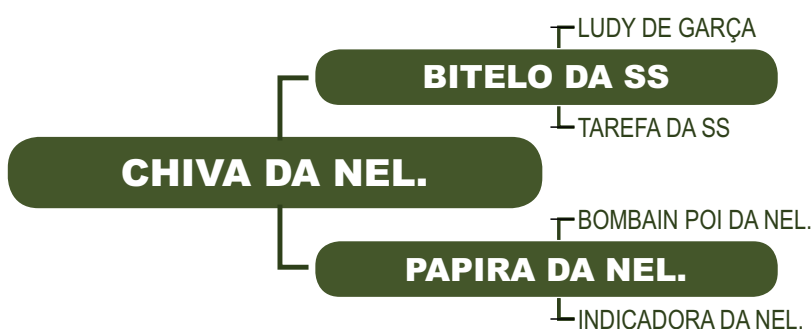 LUDY DE GARÇA
BITELO DA SS
TAREFA DA SS
CHIVA DA NEL.
BOMBAIN POI DA NEL.
PAPIRA DA NEL.
INDICADORA DA NEL.